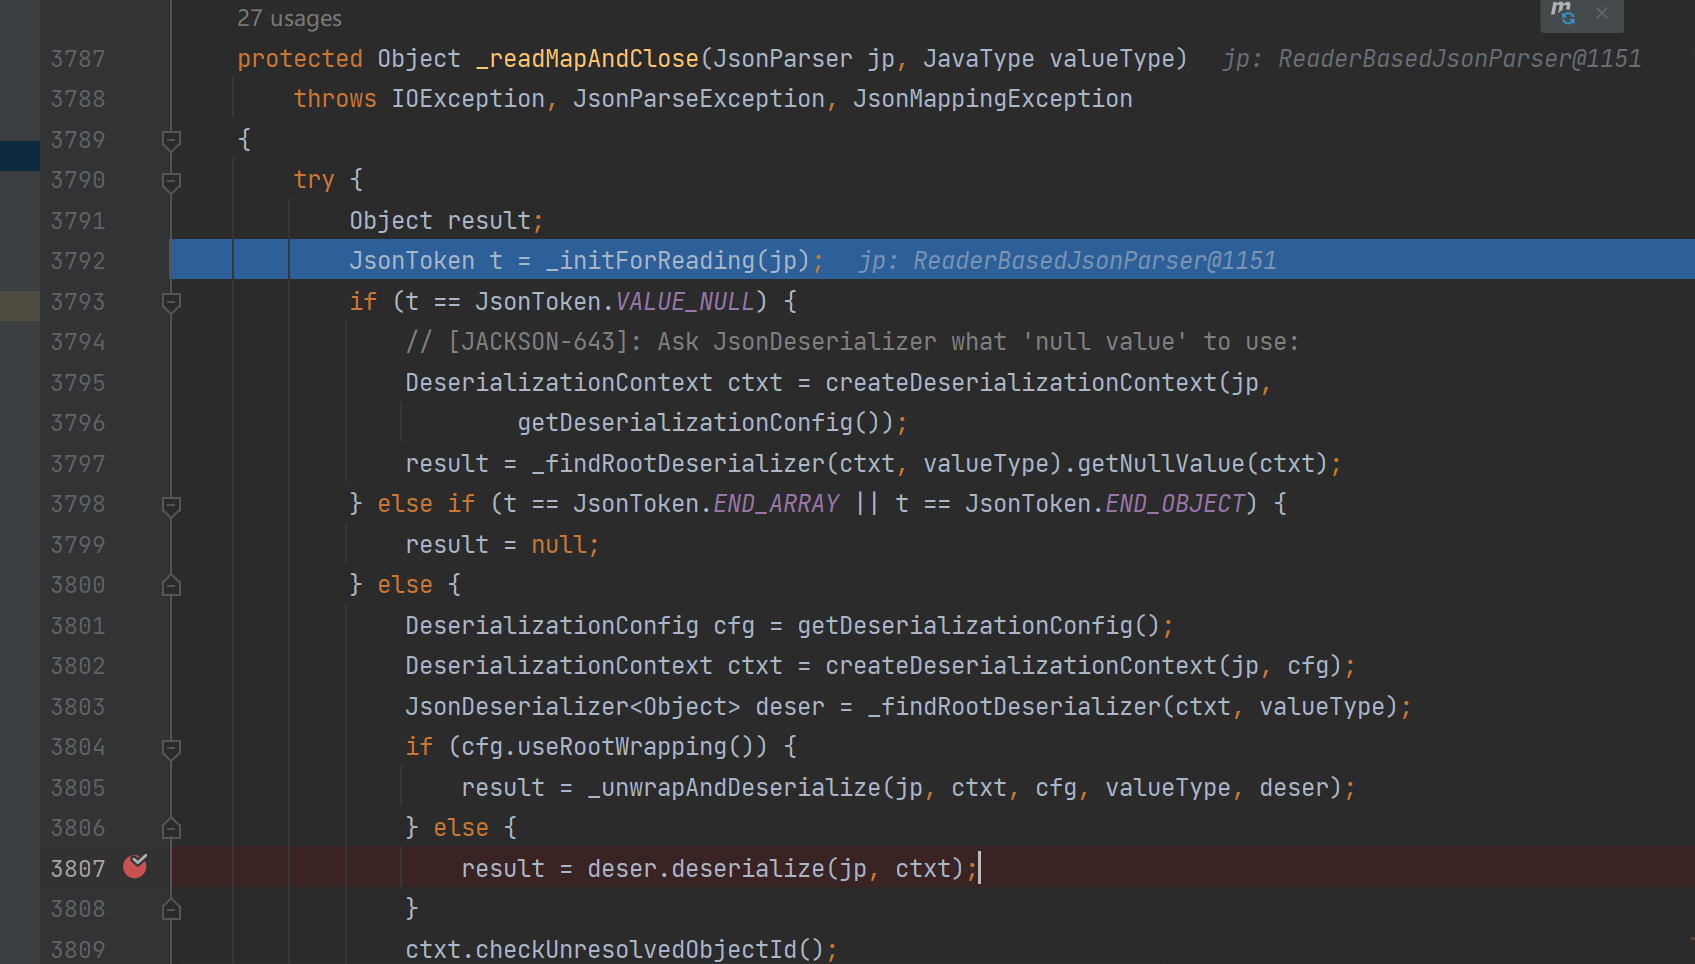 27 usages
3787 protected Object _readMapAndClose(JsonParser jp, JavaType valueType) jp: ReaderBasedJsonParser@1151
3788 throws IOException, JsonParseException, JsonMappingException
3789 {
3790 try {
3791 Object result;
3792 JsonToken t = _initForReading(jp); jp: ReaderBasedJsonParser@1151
3793 if (t == JsonToken.VALUE_NULL) {
3794 // [JACKSON-643]: Ask JsonDeserializer what 'null value' to use:
3795 DeserializationContext ctxt = createDeserializationContext(jp,
3796 getDeserializationConfig());
3797 result = _findRootDeserializer(ctxt, valueType).getNullValue(ctxt);
3798 } else if (t == JsonToken.END_ARRAY || t == JsonToken.END_OBJECT) {
3799 result = null;
3800 } else {
3801 DeserializationConfig cfg = getDeserializationConfig();
3802 DeserializationContext ctxt = createDeserializationContext(jp, cfg);
3803 JsonDeserializer<Object> deser = _findRootDeserializer(ctxt, valueType);
3804 if (cfg.useRootWrapping()) {
3805 result = _unwrapAndDeserialize(jp, ctxt, cfg, valueType, deser);
3806 } else {
3807 result = deser.deserialize(jp, ctxt);
3808 }
3809 ctxt.checkUnresolvedObjectId();